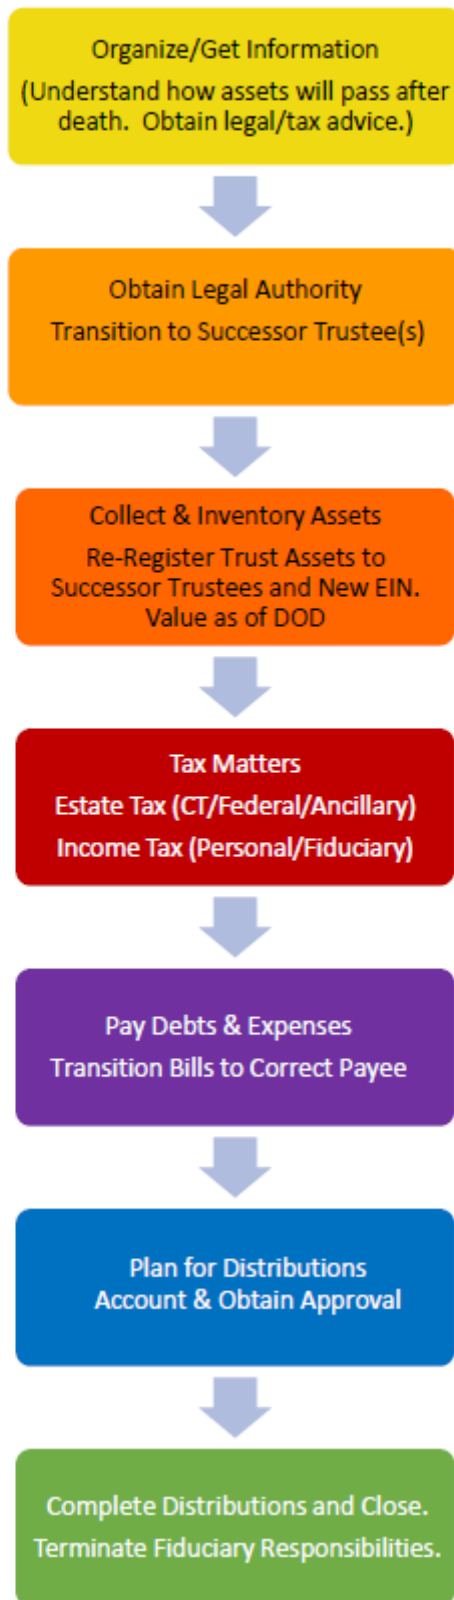 Organize/Get Information
(Understand how assets will pass after
death.  Obtain legal/tax advice.)
Obtain Legal Authority
Transition to Successor Trustee(s)
Collect & Inventory Assets
Re-Register Trust Assets to
Successor Trustees and New EIN.
Value as of DOD
Tax Matters
Estate Tax (CT/Federal/Ancillary)
Income Tax (Personal/Fiduciary)
Pay Debts & Expenses
Transition Bills to Correct Payee
Plan for Distributions
Account & Obtain Approval
Complete Distributions and Close.
Terminate Fiduciary Responsibilities.